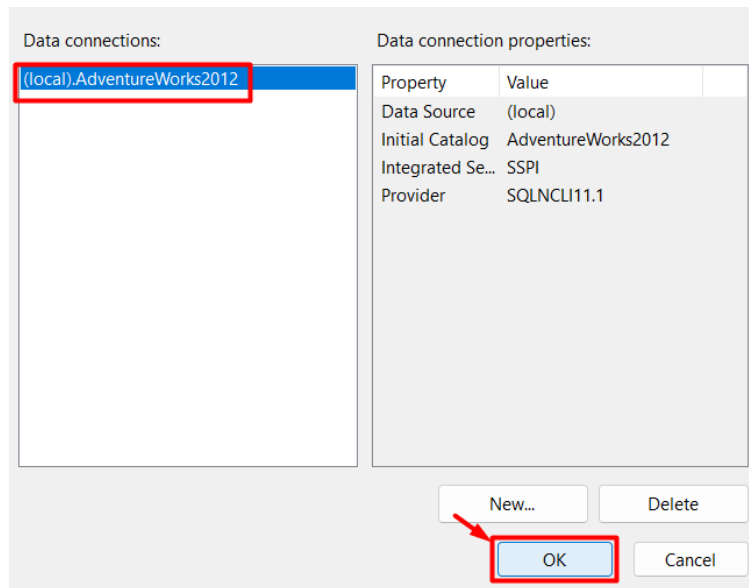 Data connections:
(local).AdventureWorks2012
Data connection properties:
Property Value
Data Source (local)
Initial Catalog AdventureWorks2012
Integrated Se... SSPI
Provider SQLNCLI11.1
New... Delete
OK Cancel